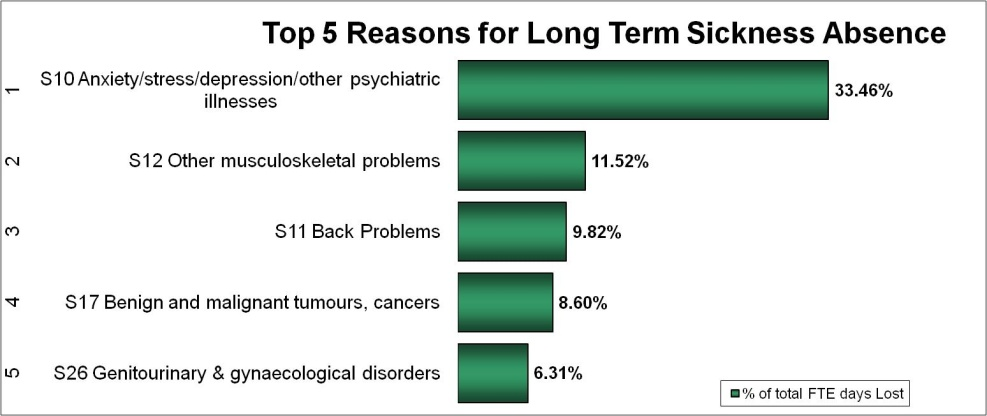 Top 5 Reasons for Long Term Sickness Absence
1
S10 Anxiety/stress/depression/other psychiatric
illnesses
33.46%
2
S12 Other musculoskeletal problems
11.52%
3
S11 Back Problems
9.82%
4
S17 Benign and malignant tumours, cancers
8.60%
5
S26 Genitourinary & gynaecological disorders
6.31%
% of total FTE days Lost